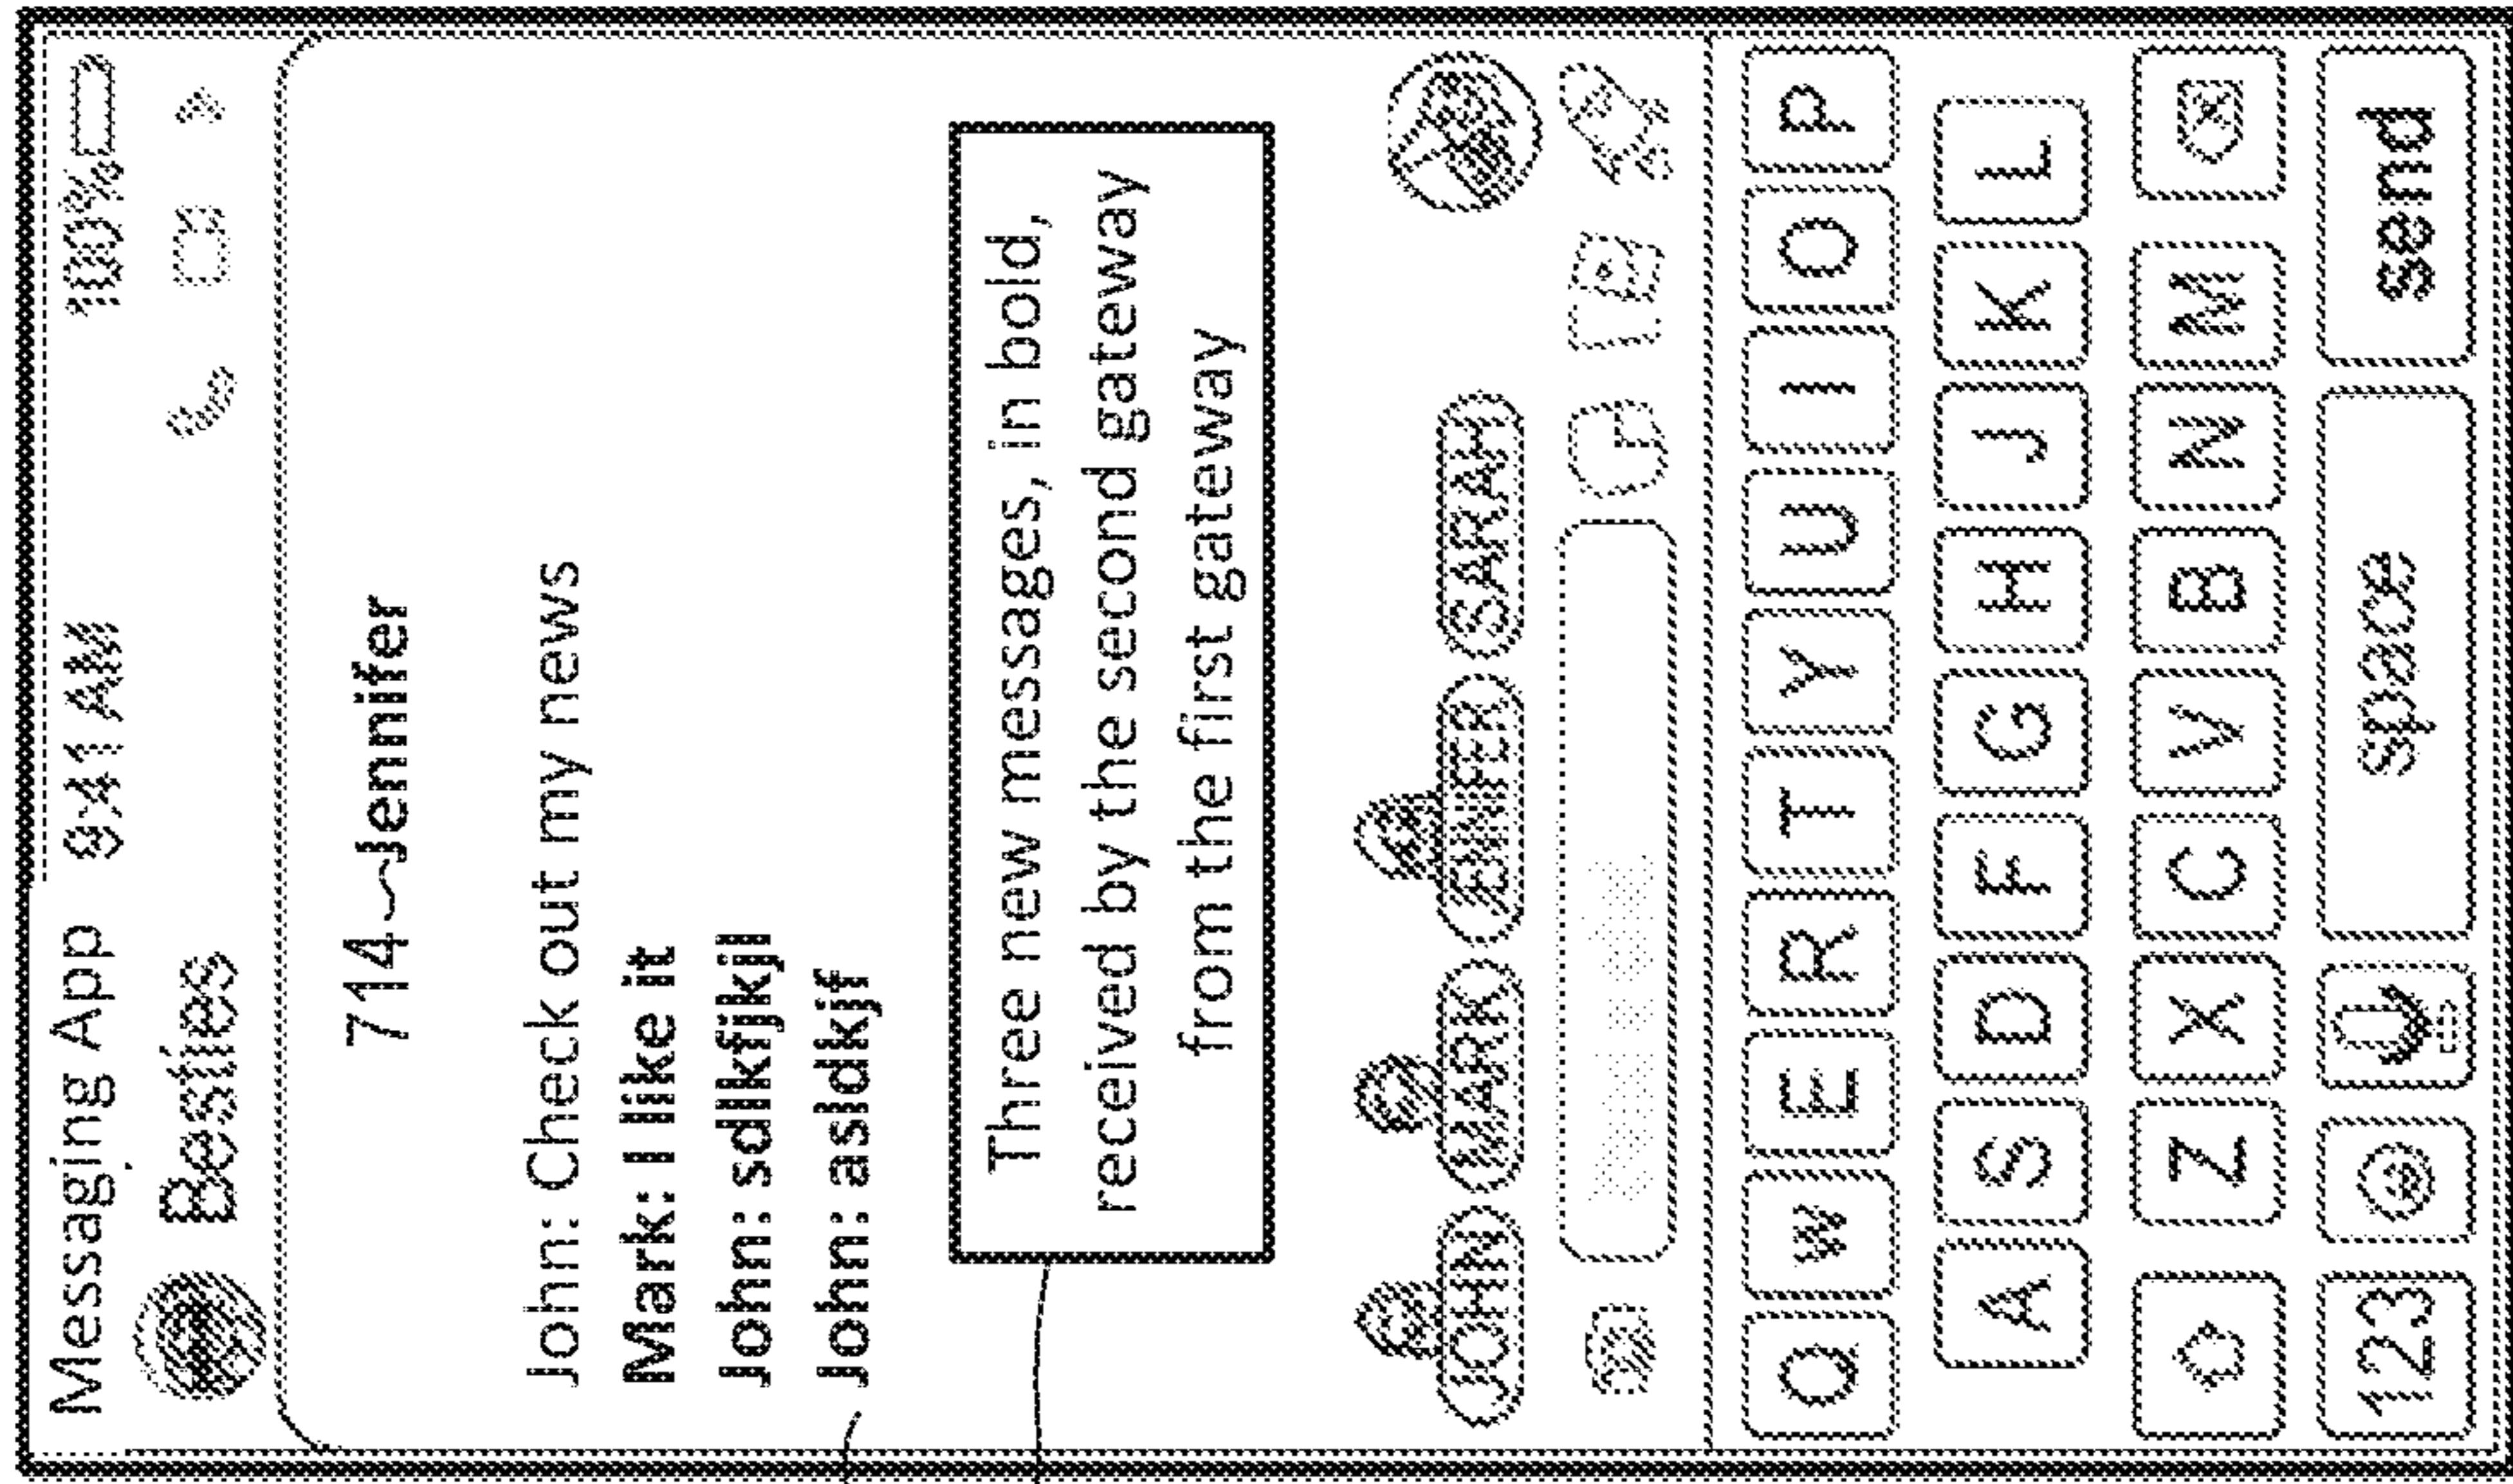 Messaging App 9:41 AM 100%
Besties
714 Jennifer
John: Check out my news
Mark: I like it
John: sdlkfjkjl
John: asldkjf
Three new messages, in bold,
received by the second gateway
from the first gateway
JOHN MARK JENNIFER SARAH
Q W E R T Y U I O P
A S D F G H J K L
Z X C V B N M
123 space send